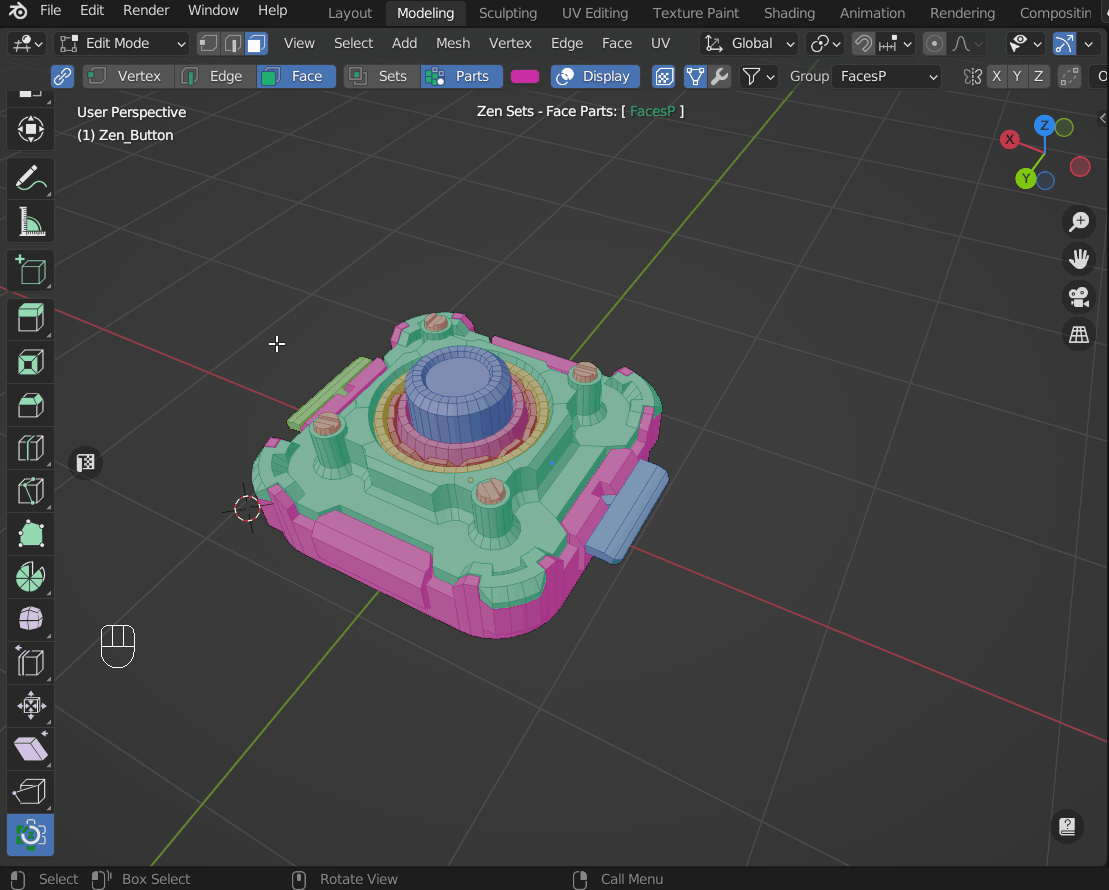 File Edit Render Window Help Layout Modeling Sculpting UV Editing Texture Paint Shading Animation Rendering Compositin
Edit Mode View Select Add Mesh Vertex Edge Face UV Global
Vertex Edge Face Sets Parts Display Group FacesP X Y Z
User Perspective
(1) Zen_Button
Zen Sets - Face Parts: [ FacesP ]
Z
X
Y
Select Box Select Rotate View Call Menu